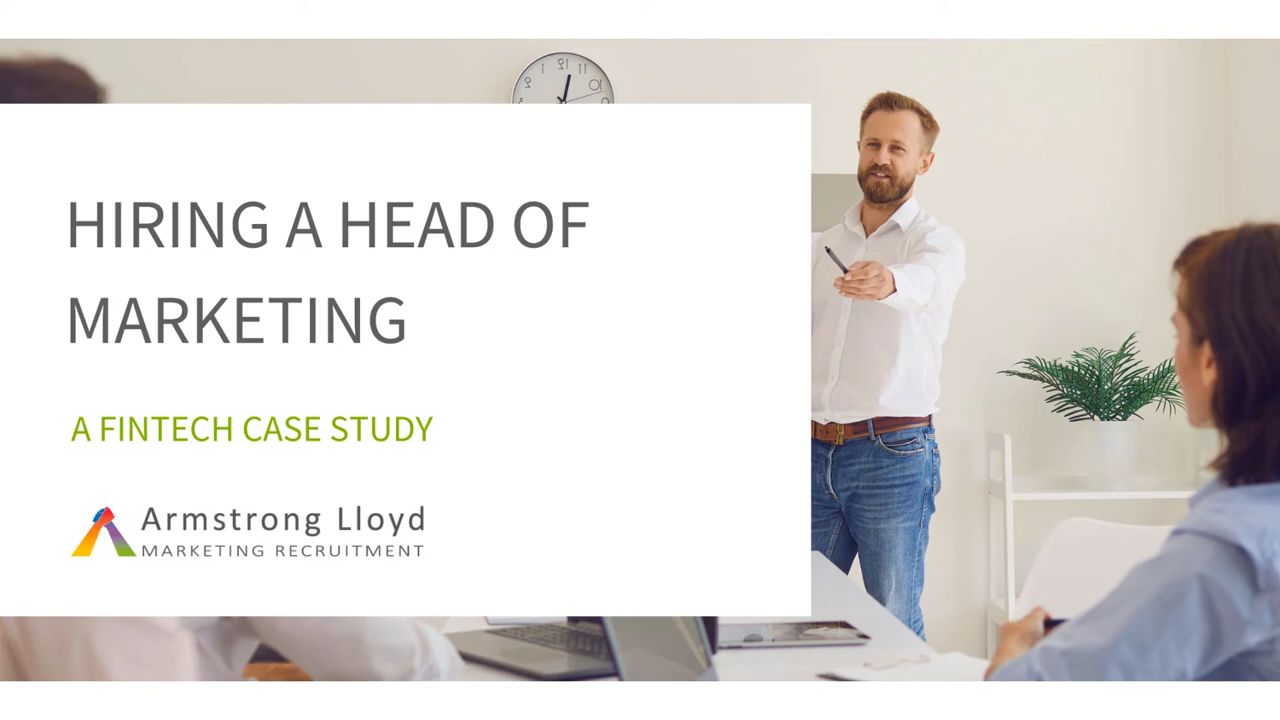 HIRING A HEAD OF
MARKETING
A FINTECH CASE STUDY
Armstrong Lloyd
MARKETING RECRUITMENT